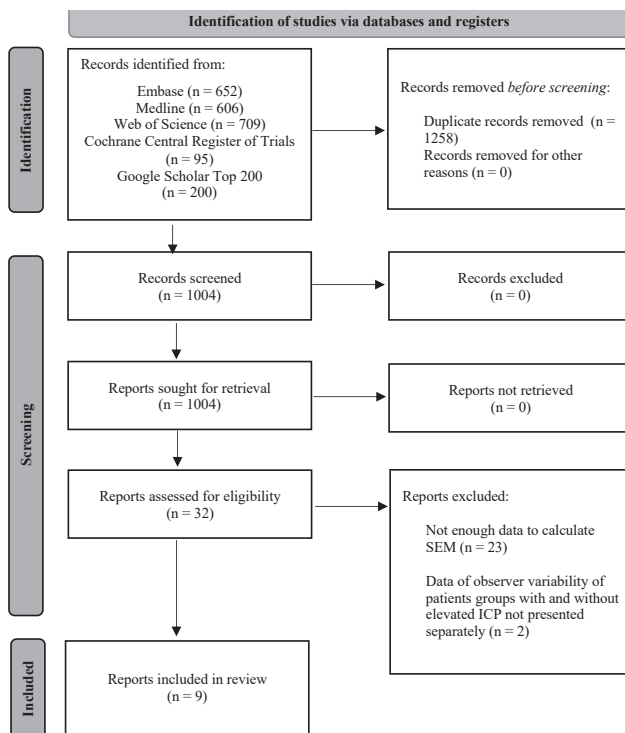 Identification of studies via databases and registers
Identification
Records identified from:
Embase (n = 652)
Medline (n = 606)
Web of Science (n = 709)
Cochrane Central Register of Trials
(n = 95)
Google Scholar Top 200
(n = 200)
Records removed before screening:
Duplicate records removed (n =
1258)
Records removed for other
reasons (n = 0)
Screening
Records screened
(n = 1004)
Records excluded
(n = 0)
Reports sought for retrieval
(n = 1004)
Reports not retrieved
(n = 0)
Reports assessed for eligibility
(n = 32)
Reports excluded:
Not enough data to calculate
SEM (n = 23)
Data of observer variability of
patients groups with and without
elevated ICP not presented
separately (n = 2)
Included
Reports included in review
(n = 9)